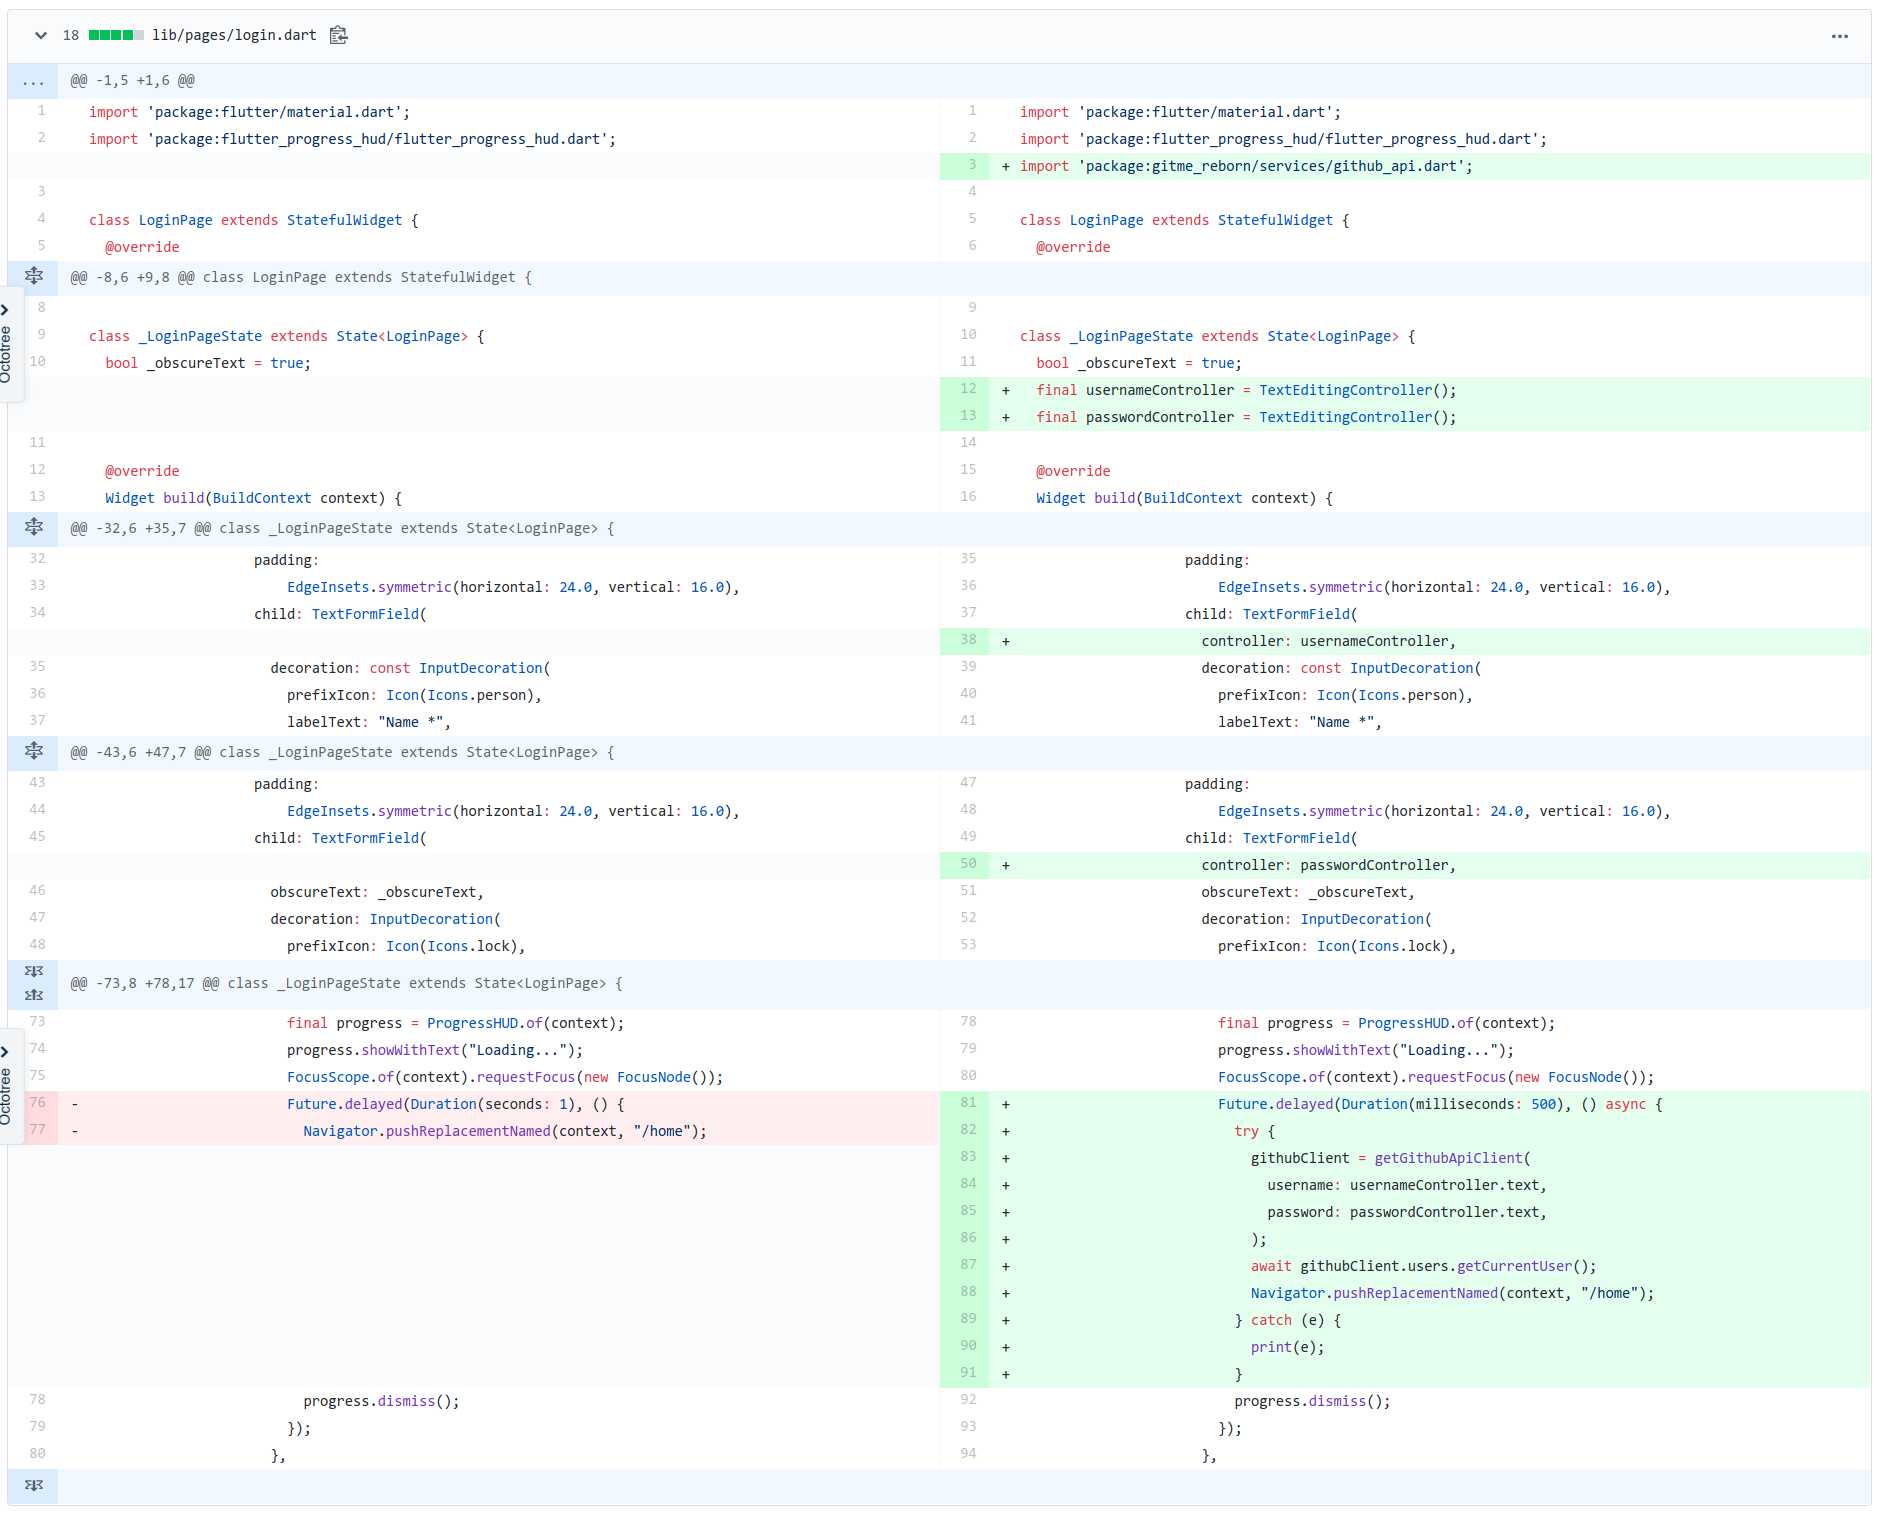 18 lib/pages/login.dart
... @@ -1,5 +1,6 @@
1 import 'package:flutter/material.dart'; 1 import 'package:flutter/material.dart';
2 import 'package:flutter_progress_hud/flutter_progress_hud.dart'; 2 import 'package:flutter_progress_hud/flutter_progress_hud.dart';
3 + import 'package:gitme_reborn/services/github_api.dart';
3 4
4 class LoginPage extends StatefulWidget { 5 class LoginPage extends StatefulWidget {
5 @override 6 @override
@@ -8,6 +9,8 @@ class LoginPage extends StatefulWidget {
8 9
9 class _LoginPageState extends State<LoginPage> { 10 class _LoginPageState extends State<LoginPage> {
Octotree
10 bool _obscureText = true; 11 bool _obscureText = true;
12 + final usernameController = TextEditingController();
13 + final passwordController = TextEditingController();
11 14
12 @override 15 @override
13 Widget build(BuildContext context) { 16 Widget build(BuildContext context) {
@@ -32,6 +35,7 @@ class _LoginPageState extends State<LoginPage> {
32 padding: 35 padding:
33 EdgeInsets.symmetric(horizontal: 24.0, vertical: 16.0), 36 EdgeInsets.symmetric(horizontal: 24.0, vertical: 16.0),
34 child: TextFormField( 37 child: TextFormField(
38 + controller: usernameController,
35 decoration: const InputDecoration( 39 decoration: const InputDecoration(
36 prefixIcon: Icon(Icons.person), 40 prefixIcon: Icon(Icons.person),
37 labelText: "Name *", 41 labelText: "Name *",
@@ -43,6 +47,7 @@ class _LoginPageState extends State<LoginPage> {
43 padding: 47 padding:
44 EdgeInsets.symmetric(horizontal: 24.0, vertical: 16.0), 48 EdgeInsets.symmetric(horizontal: 24.0, vertical: 16.0),
45 child: TextFormField( 49 child: TextFormField(
50 + controller: passwordController,
46 obscureText: _obscureText, 51 obscureText: _obscureText,
47 decoration: InputDecoration( 52 decoration: InputDecoration(
48 prefixIcon: Icon(Icons.lock), 53 prefixIcon: Icon(Icons.lock),
@@ -73,8 +78,17 @@ class _LoginPageState extends State<LoginPage> {
73 final progress = ProgressHUD.of(context); 78 final progress = ProgressHUD.of(context);
74 progress.showWithText("Loading..."); 79 progress.showWithText("Loading...");
75 FocusScope.of(context).requestFocus(new FocusNode()); 80 FocusScope.of(context).requestFocus(new FocusNode());
Octotree
76 - Future.delayed(Duration(seconds: 1), () { 81 + Future.delayed(Duration(milliseconds: 500), () async {
77 - Navigator.pushReplacementNamed(context, "/home"); 82 + try {
83 + githubClient = getGithubApiClient(
84 + username: usernameController.text,
85 + password: passwordController.text,
86 + );
87 + await githubClient.users.getCurrentUser();
88 + Navigator.pushReplacementNamed(context, "/home");
89 + } catch (e) {
90 + print(e);
91 + }
78 progress.dismiss(); 92 progress.dismiss();
79 }); 93 });
80 }, 94 },